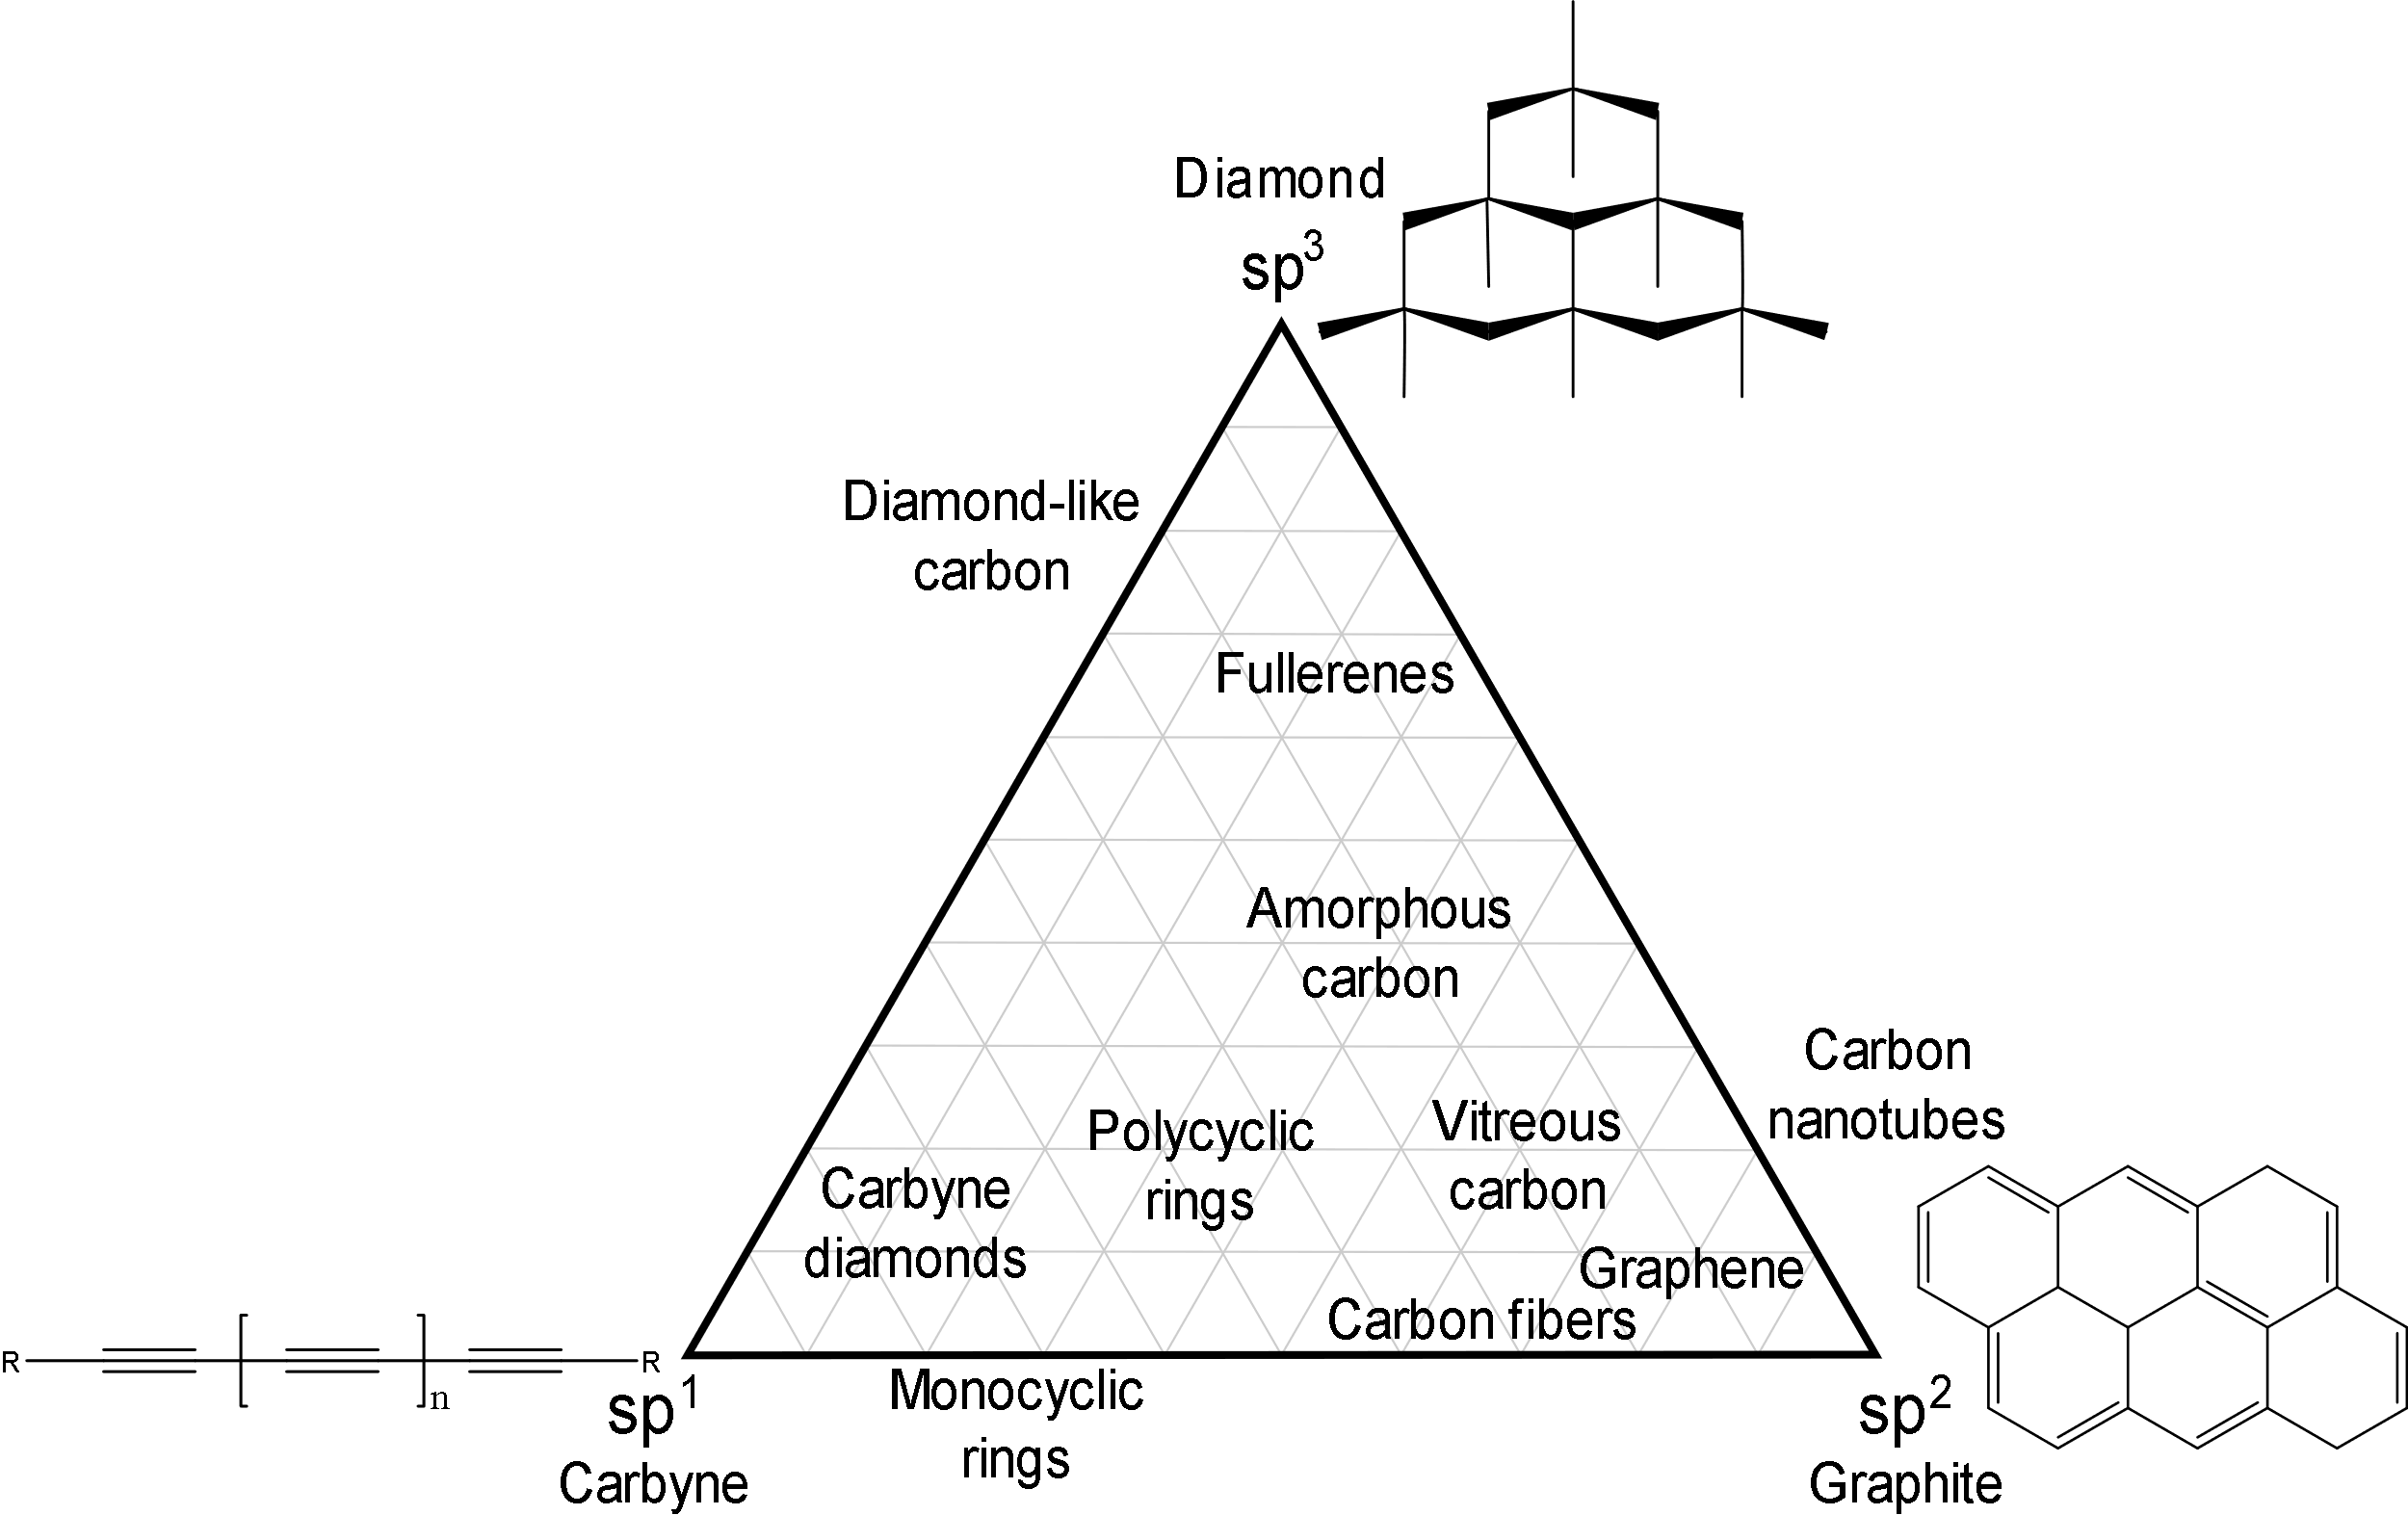 Diamond
sp³
Diamond-like
carbon
Fullerenes
Amorphous
carbon
Carbon
nanotubes
Polycyclic
rings
Vitreous
carbon
Carbyne
diamonds
Graphene
Carbon fibers
R
n
R
sp¹
Carbyne
Monocyclic
rings
sp²
Graphite